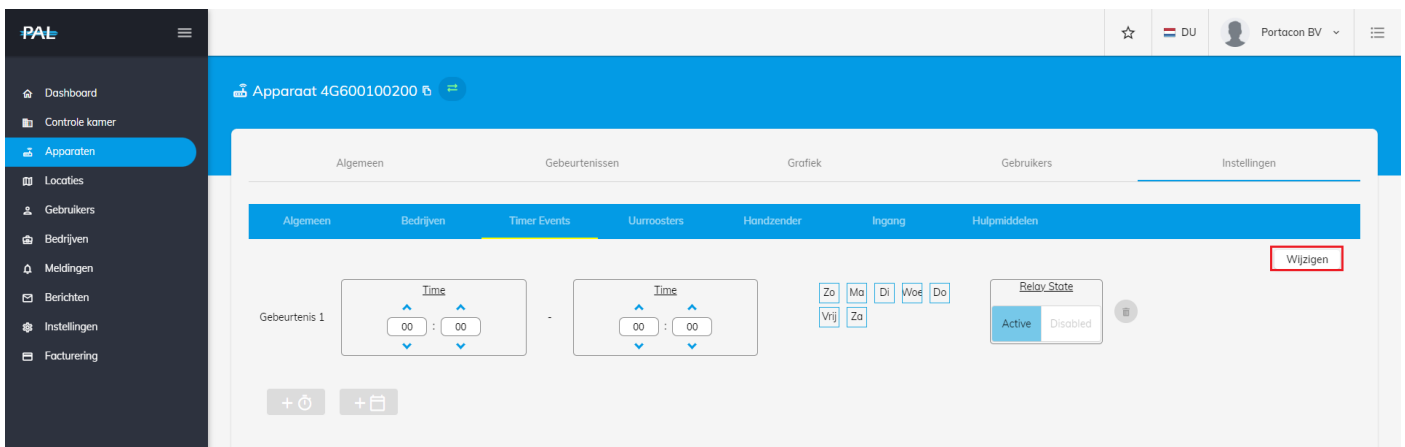 PAL
DU
Portacon BV
Dashboard
Controle kamer
Apparaten
Locaties
Gebruikers
Bedrijven
Meldingen
Berichten
Instellingen
Facturering
Apparaat 4G600100200
Algemeen Gebeurtenissen Grafiek Gebruikers Instellingen
Algemeen Bedrijven Timer Events Uurroosters Handzender Ingang Hulpmiddelen
Wijzigen
Gebeurtenis 1
Time
00 : 00
-
Time
00 : 00
Zo Ma Di Woe Do
Vrij Za
Relay State
Active Disabled